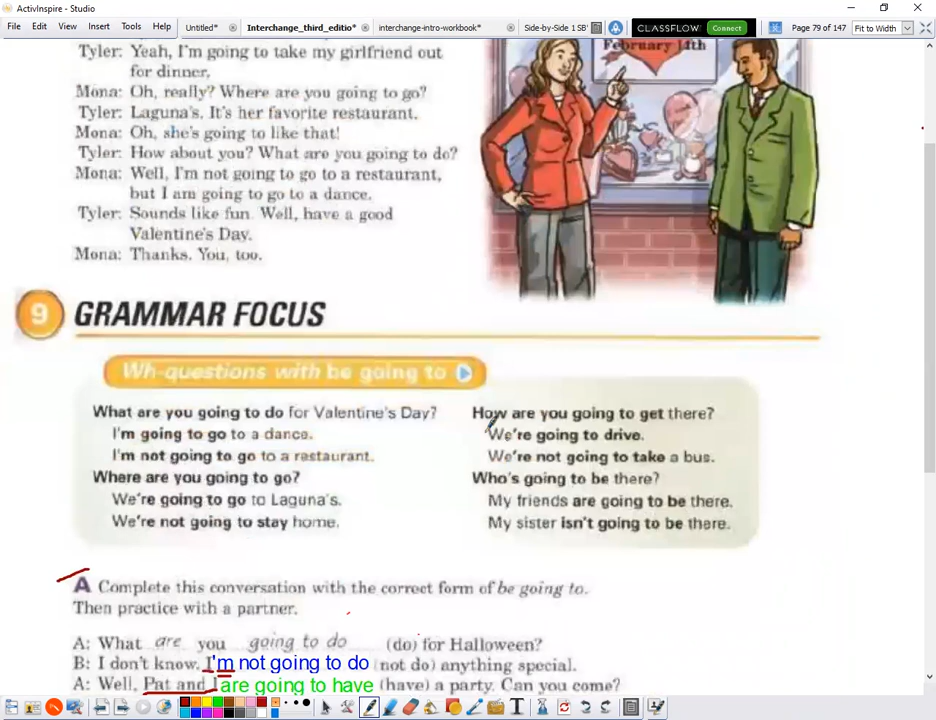 ActivInspire - Studio
File Edit View Insert Tools Help Untitled* Interchange_third_editio* interchange-intro-workbook* Side-by-Side 1 SB' CLASSFLOW Connect Page 79 of 147 Fit to Width
February 14th
Tyler: Yeah, I'm going to take my girlfriend out
for dinner.
Mona: Oh, really? Where are you going to go?
Tyler: Laguna's. It's her favorite restaurant.
Mona: Oh, she's going to like that!
Tyler: How about you? What are you going to do?
Mona: Well, I'm not going to go to a restaurant,
but I am going to go to a dance.
Tyler: Sounds like fun. Well, have a good
Valentine's Day.
Mona: Thanks. You, too.
9 GRAMMAR FOCUS
Wh-questions with be going to
What are you going to do for Valentine's Day?
I'm going to go to a dance.
I'm not going to go to a restaurant.
Where are you going to go?
We're going to go to Laguna's.
We're not going to stay home.
How are you going to get there?
We're going to drive.
We're not going to take a bus.
Who's going to be there?
My friends are going to be there.
My sister isn't going to be there.
A Complete this conversation with the correct form of be going to.
Then practice with a partner.
A: What are you going to do (do) for Halloween?
B: I don't know. I'm not going to do (not do) anything special.
A: Well, Pat and I are going to have (have) a party. Can you come?